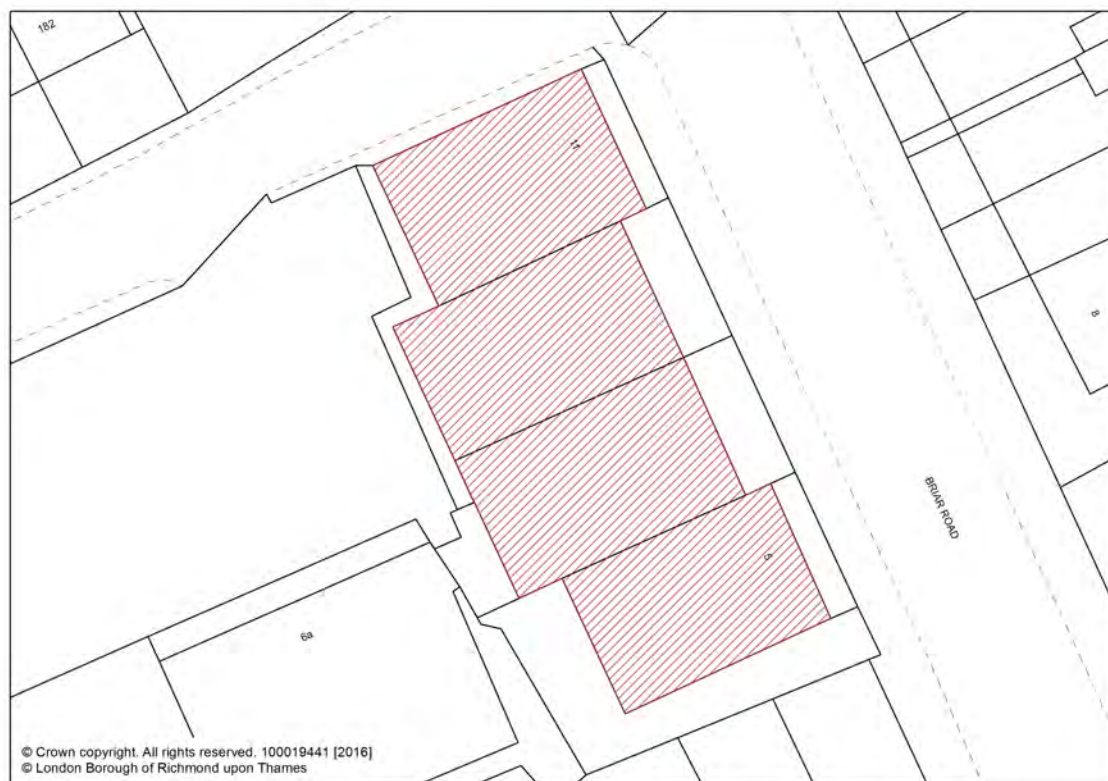 182
11
8
BRIAR ROAD
5
6a
© Crown copyright. All rights reserved. 100019441 [2016]
© London Borough of Richmond upon Thames